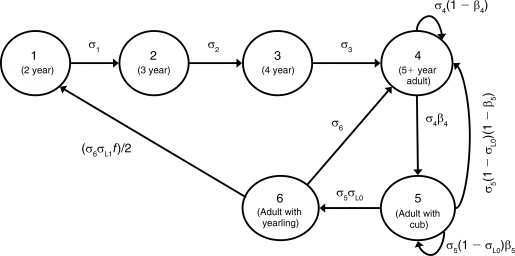 σ4(1 − β4)
1
(2 year)
σ1
2
(3 year)
σ2
3
(4 year)
σ3
4
(5+ year
adult)
σ6
σ4β4
σ5(1 − σL0)(1 − β5)
(σ6σL1f)/2
6
(Adult with
yearling)
σ5σL0
5
(Adult with
cub)
σ5(1 − σL0)β5